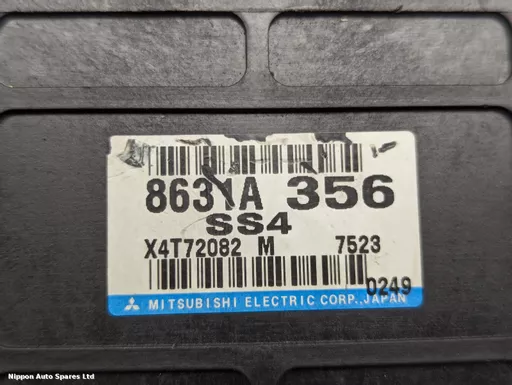 8631A 356
SS4
X4T72082 M 7523
0249
MITSUBISHI ELECTRIC CORP., JAPAN
Nippon Auto Spares Ltd